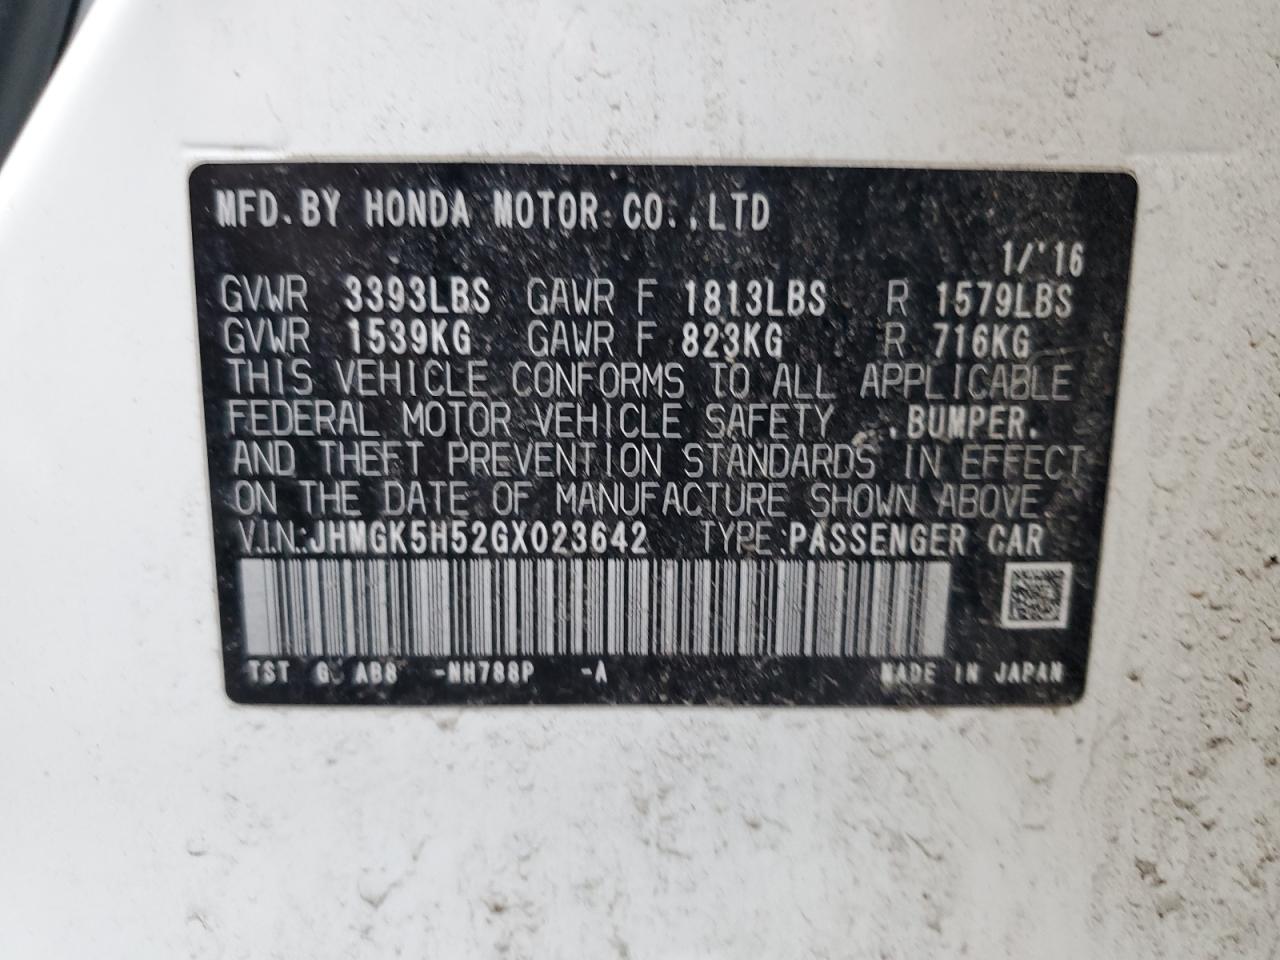 MFD.BY HONDA MOTOR CO.,LTD
1/'16
GVWR 3393LBS GAWR F 1813LBS R 1579LBS
GVWR 1539KG GAWR F 823KG R 716KG
THIS VEHICLE CONFORMS TO ALL APPLICABLE
FEDERAL MOTOR VEHICLE SAFETY ,BUMPER,
AND THEFT PREVENTION STANDARDS IN EFFECT
ON THE DATE OF MANUFACTURE SHOWN ABOVE.
V.I.N.:JHMGK5H52GX023642 TYPE:PASSENGER CAR
TST G AB8 -NH788P -A MADE IN JAPAN